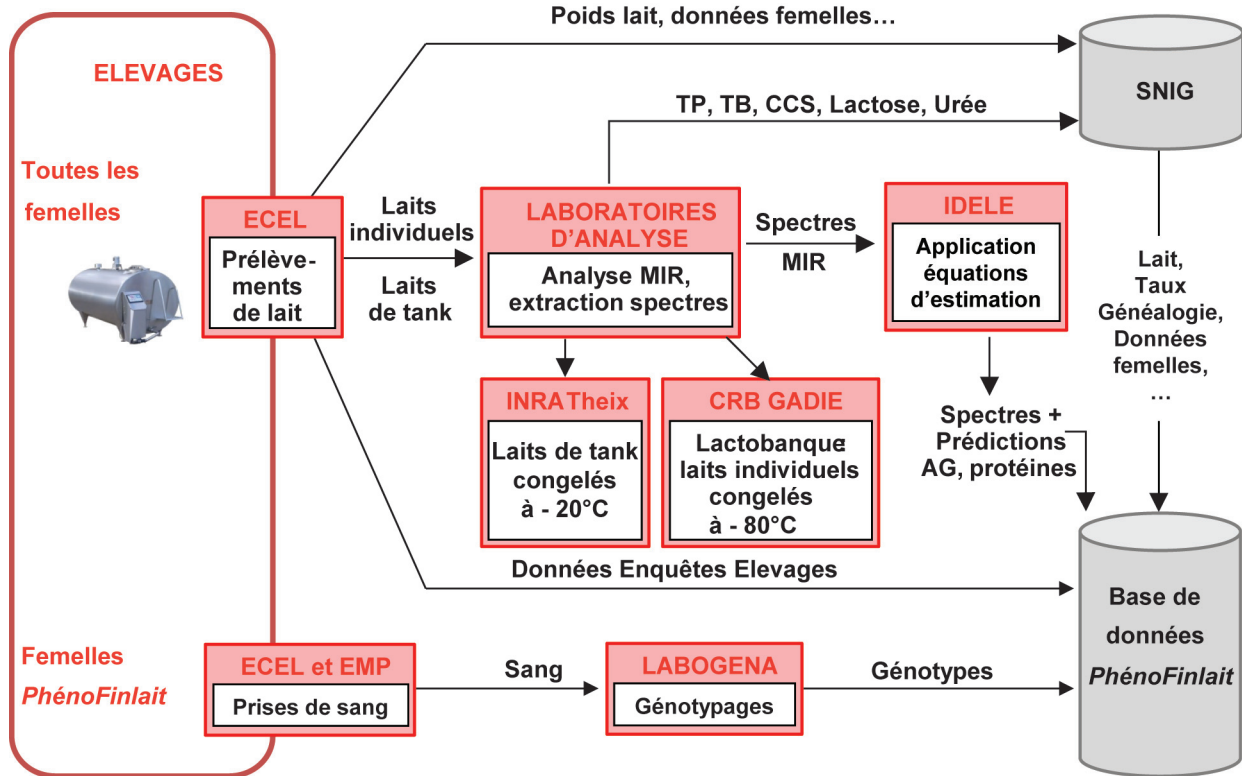 Poids lait, données femelles…
ELEVAGES
SNIG
TP, TB, CCS, Lactose, Urée
Toutes les
femelles
ECEL
Prélève-
ments
de lait
Laits
individuels
Laits
de tank
LABORATOIRES
D’ANALYSE
Analyse MIR,
extraction spectres
Spectres
MIR
IDELE
Application
équations
d’estimation
Lait,
Taux
Généalogie,
Données
femelles,
…
INRA Theix
Laits de tank
congelés
à - 20°C
CRB GADIE
Lactobanque:
laits individuels
congelés
à - 80°C
Spectres +
Prédictions
AG, protéines
Données Enquêtes Elevages
Base de
données
PhénoFinlait
Femelles
PhénoFinlait
ECEL et EMP
Prises de sang
Sang
LABOGENA
Génotypages
Génotypes